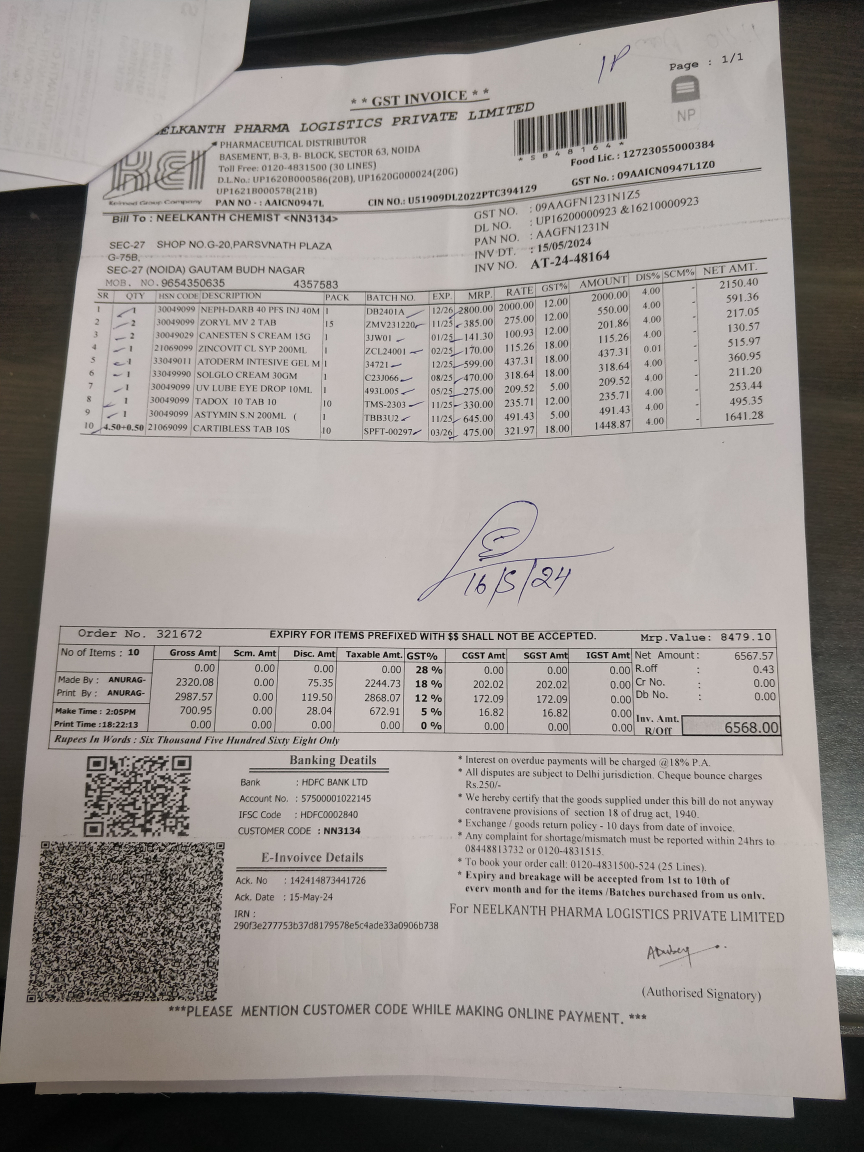 1P
Page : 1/1
* * GST INVOICE * *
NP
EELKANTH PHARMA LOGISTICS PRIVATE LIMITED
PHARMACEUTICAL DISTRIBUTOR
BASEMENT, B-3, B- BLOCK, SECTOR 63, NOIDA
Toll Free: 0120-4831500 (30 LINES)
D.L.No.: UP1620B000586(20B), UP1620G000024(20G)
UP1621B000578(21B)
PAN NO - : AAICN0947L
CIN NO.: U51909DL2022PTC394129
*584816 4*
Food Lic. : 12723055000384
GST No. : 09AAICN0947L1Z0
KEI
Group Company
Bill To : NEELKANTH CHEMIST <NN3134>
SEC-27 SHOP NO.G-20,PARSVNATH PLAZA
G-75B,
SEC-27 (NOIDA) GAUTAM BUDH NAGAR
MOB. NO. 9654350635 4357583
GST NO. : 09AAGFN1231N1Z5
DL NO. : UP16200000923 &16210000923
PAN NO. : AAGFN1231N
INV DT. : 15/05/2024
INV NO. AT-24-48164
SR QTY HSN CODE DESCRIPTION PACK BATCH NO. EXP. MRP. RATE GST% AMOUNT DIS% SCM% NET AMT.
1 1 30049099 NEPH-DARB 40 PFS INJ 40M 1 DB2401A 12/26 2800.00 2000.00 12.00 2000.00 4.00 - 2150.40
2 2 30049099 ZORYL MV 2 TAB 15 ZMV231220 11/25 385.00 275.00 12.00 550.00 4.00 - 591.36
3 2 30049029 CANESTEN S CREAM 15G 1 3JW01 01/25 141.30 100.93 12.00 201.86 4.00 - 217.05
4 1 21069099 ZINCOVIT CL SYP 200ML 1 ZCL24001 02/25 170.00 115.26 18.00 115.26 4.00 - 130.57
5 1 33049011 ATODERM INTESIVE GEL M 1 34721 12/25 599.00 437.31 18.00 437.31 0.01 - 515.97
6 1 33049990 SOLGLO CREAM 30GM 1 C23J066 08/25 470.00 318.64 18.00 318.64 4.00 - 360.95
7 1 30049099 UV LUBE EYE DROP 10ML 1 493L005 05/25 275.00 209.52 5.00 209.52 4.00 - 211.20
8 1 30049099 TADOX 10 TAB 10 10 TMS-2303 11/25 330.00 235.71 12.00 235.71 4.00 - 253.44
9 1 30049099 ASTYMIN S.N 200ML ( 1 TBB3U2 11/25 645.00 491.43 5.00 491.43 4.00 - 495.35
10 4.50+0.50 21069099 CARTIBLESS TAB 10S 10 SPFT-00297 03/26 475.00 321.97 18.00 1448.87 4.00 - 1641.28
16/5/24
Order No. 321672 EXPIRY FOR ITEMS PREFIXED WITH $$ SHALL NOT BE ACCEPTED. Mrp.Value: 8479.10
No of Items : 10 Gross Amt Scm. Amt Disc. Amt Taxable Amt. GST% CGST Amt SGST Amt IGST Amt Net Amount: 6567.57
0.00 0.00 0.00 0.00 28 % 0.00 0.00 0.00 R.off : 0.43
Made By : ANURAG- 2320.08 0.00 75.35 2244.73 18 % 202.02 202.02 0.00 Cr No. : 0.00
Print By : ANURAG- 2987.57 0.00 119.50 2868.07 12 % 172.09 172.09 0.00 Db No. : 0.00
Make Time : 2:05PM 700.95 0.00 28.04 672.91 5 % 16.82 16.82 0.00
Print Time :18:22:13 0.00 0.00 0.00 0.00 0 % 0.00 0.00 0.00 Inv. Amt. R/Off 6568.00
Rupees In Words : Six Thousand Five Hundred Sixty Eight Only
Banking Deatils
Bank : HDFC BANK LTD
Account No. : 57500001022145
IFSC Code : HDFC0002840
CUSTOMER CODE : NN3134
E-Invoivce Details
Ack. No : 142414873441726
Ack. Date : 15-May-24
IRN :
290f3e277753b37d8179578e5c4ade33a0906b738
* Interest on overdue payments will be charged @18% P.A.
* All disputes are subject to Delhi jurisdiction. Cheque bounce charges
Rs.250/-
* We hereby certify that the goods supplied under this bill do not anyway
contravene provisions of section 18 of drug act, 1940.
* Exchange / goods return policy - 10 days from date of invoice.
* Any complaint for shortage/mismatch must be reported within 24hrs to
08448813732 or 0120-4831515.
* To book your order call: 0120-4831500-524 (25 Lines).
* Expiry and breakage will be accepted from 1st to 10th of
every month and for the items /Batches purchased from us only.
For NEELKANTH PHARMA LOGISTICS PRIVATE LIMITED
(Authorised Signatory)
***PLEASE MENTION CUSTOMER CODE WHILE MAKING ONLINE PAYMENT. ***